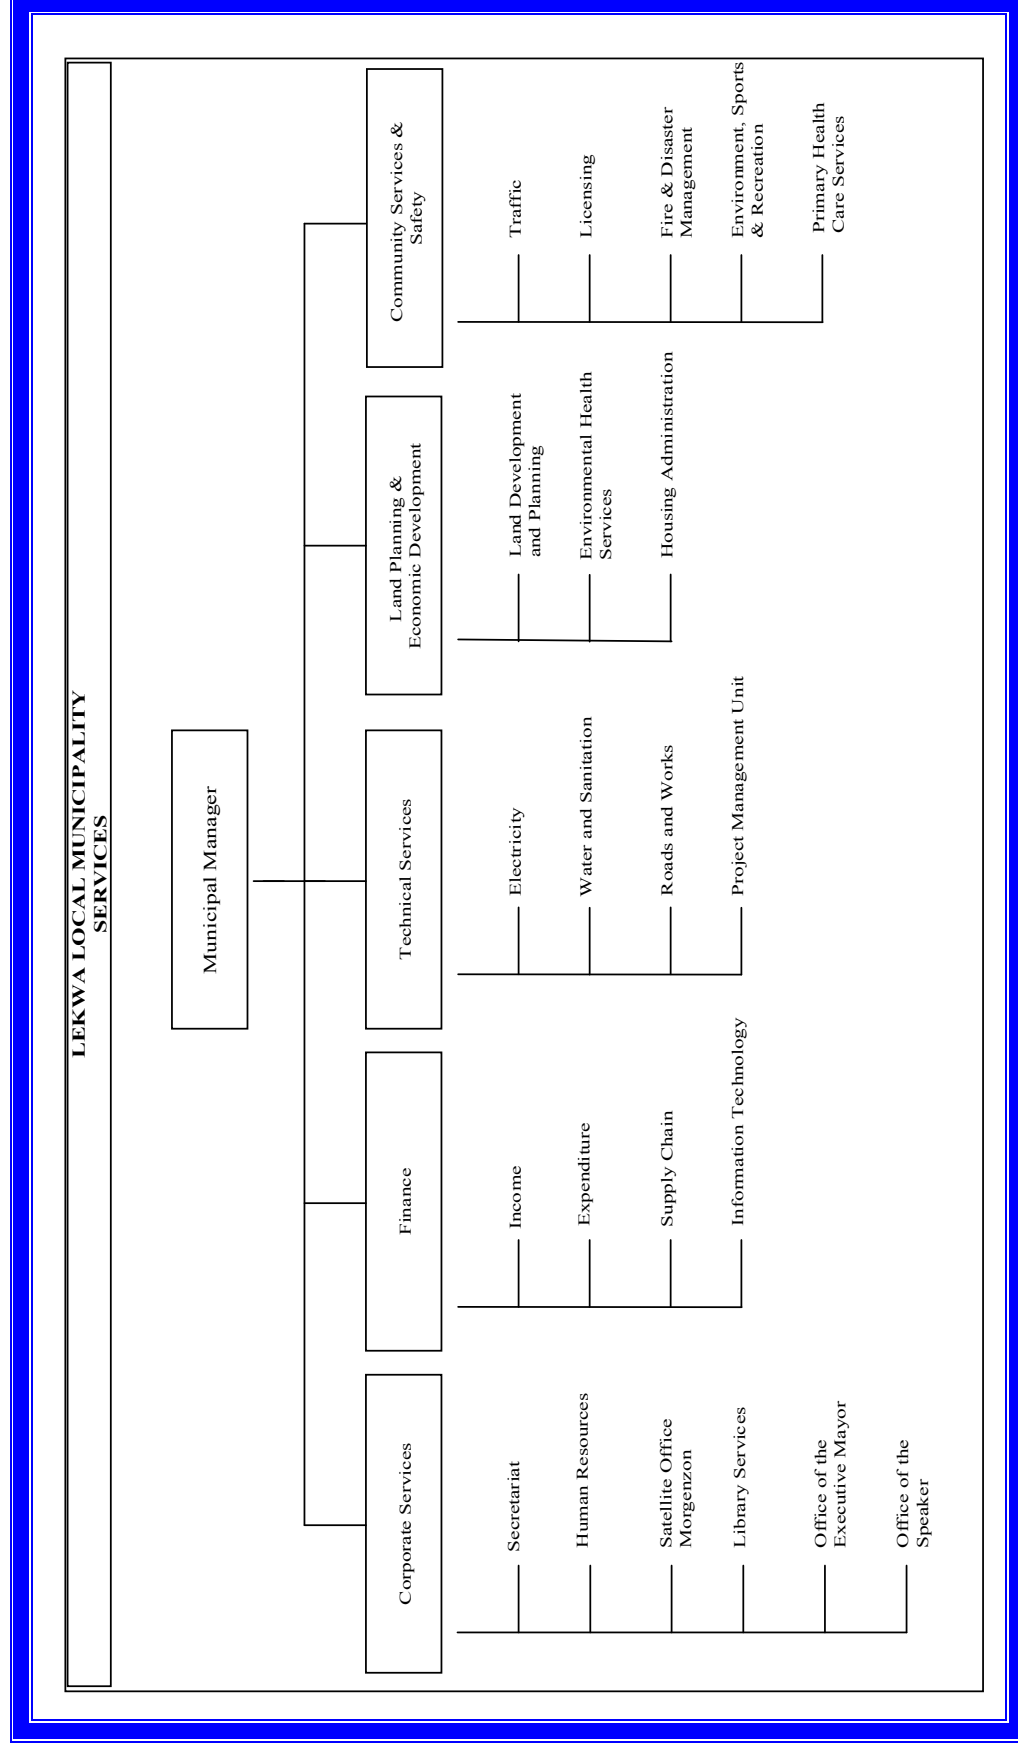 LEKWA LOCAL MUNICIPALITY
SERVICES
Municipal Manager
Corporate Services
Secretariat
Human Resources
Satellite Office
Morgenzon
Library Services
Office of the
Executive Mayor
Office of the
Speaker
Finance
Income
Expenditure
Supply Chain
Information Technology
Technical Services
Electricity
Water and Sanitation
Roads and Works
Project Management Unit
Land Planning &
Economic Development
Land Development
and Planning
Environmental Health
Services
Housing Administration
Community Services &
Safety
Traffic
Licensing
Fire & Disaster
Management
Environment, Sports
& Recreation
Primary Health
Care Services